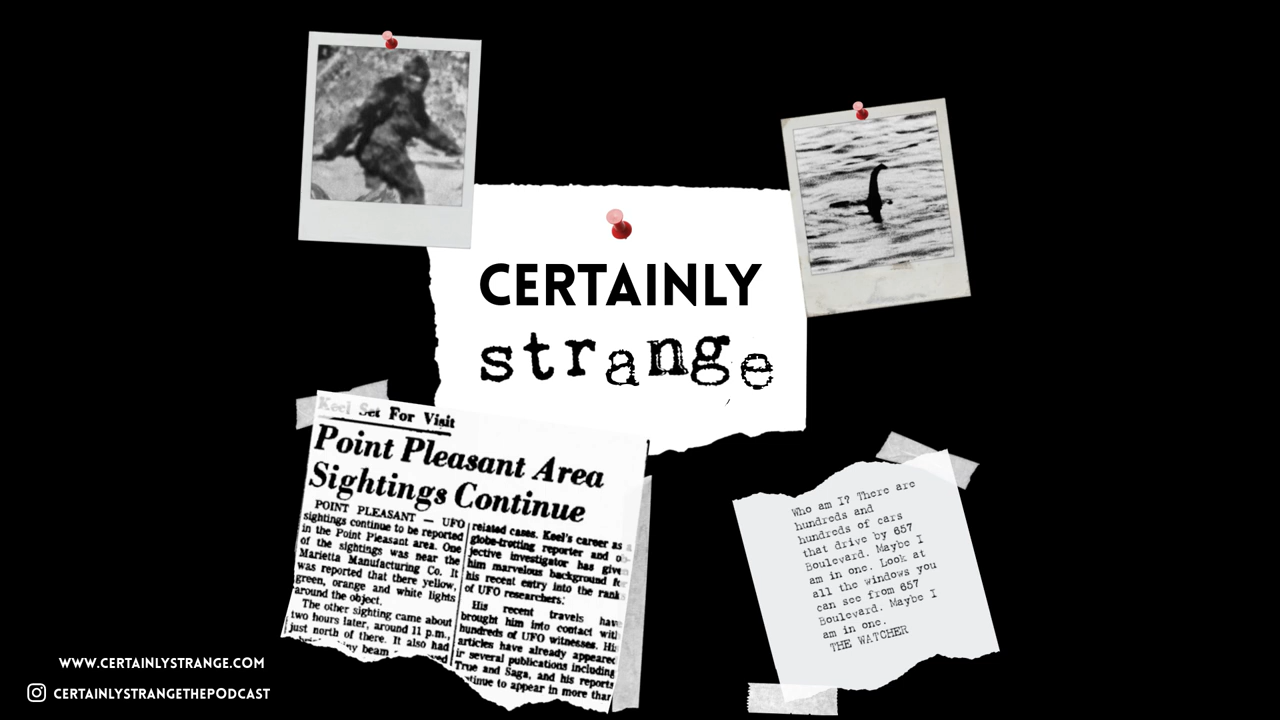 CERTAINLY
strange
Keel Set For Visit
Point Pleasant Area
Sightings Continue
POINT PLEASANT — UFO
sightings continue to be reported
in the Point Pleasant area. One
of the sightings was near the
Marietta Manufacturing Co. It
was reported that there yellow,
green, orange and white lights
around the object.
The other sighting came about
two hours later, around 11 p.m.,
just north of there. It also had
beam
related cases. Keel's career as a
globe-trotting reporter and ob-
jective investigator has given
him marvelous background for
his recent entry into the ranks
of UFO researchers.
His recent travels have
brought him into contact with
hundreds of UFO witnesses. His
articles have already appeared
in several publications including
True and Saga, and his reports
continue to appear in more than
Who am I? There are
hundreds and
hundreds of cars
that drive by 657
Boulevard. Maybe I
am in one. Look at
all the windows you
can see from 657
Boulevard. Maybe I
am in one.
THE WATCHER
WWW.CERTAINLYSTRANGE.COM
CERTAINLYSTRANGETHEPODCAST